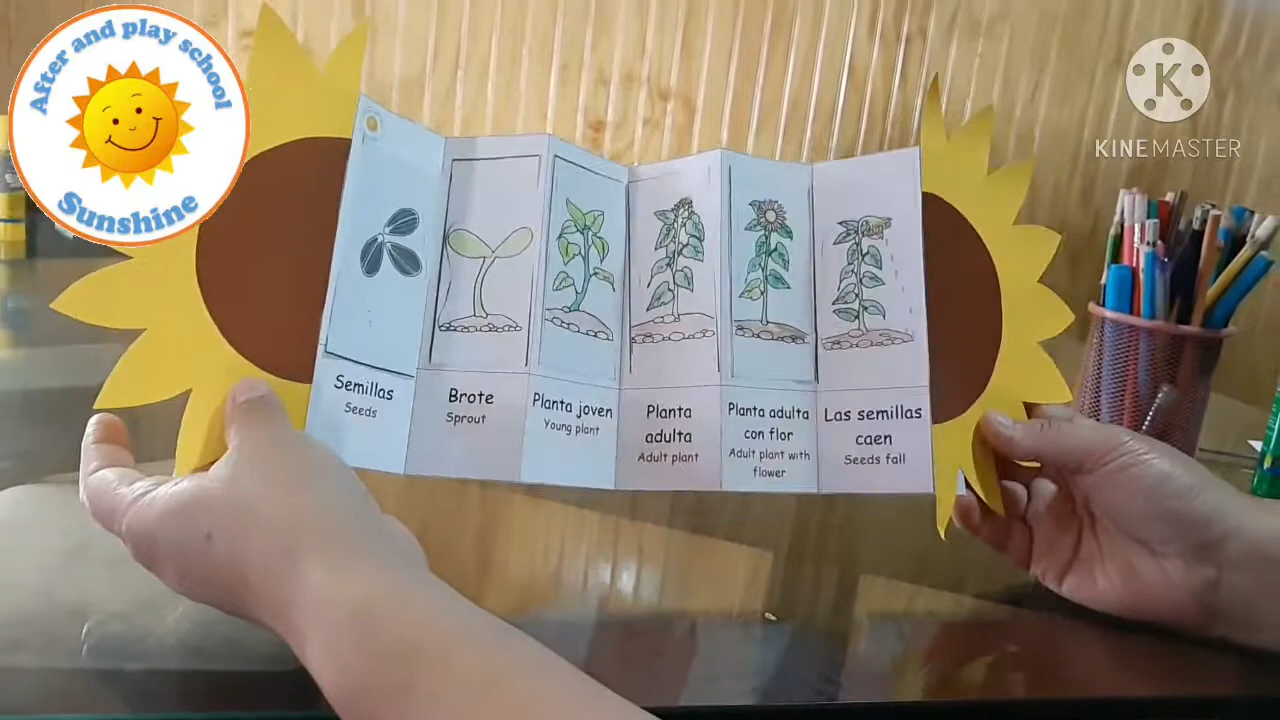 After and play school
Sunshine
KINEMASTER
Semillas
Seeds
Brote
Sprout
Planta joven
Young plant
Planta
adulta
Adult plant
Planta adulta
con flor
Adult plant with
flower
Las semillas
caen
Seeds fall